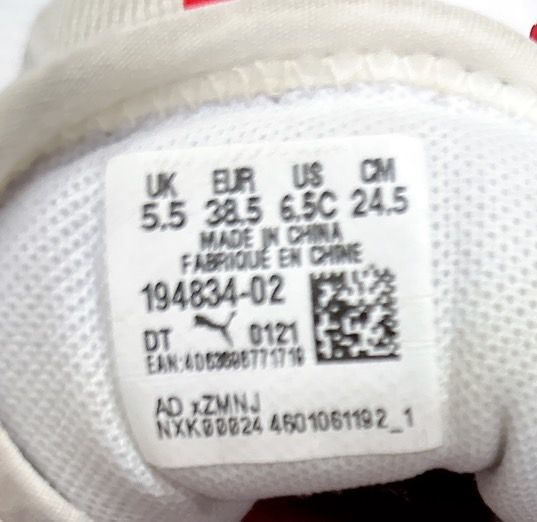 UK EUR US CM
5.5 38.5 6.5C 24.5
MADE IN CHINA
FABRIQUÉ EN CHINE
194834-02
DT 0121
AD xZMNJ
NXK00024 4601061192_1